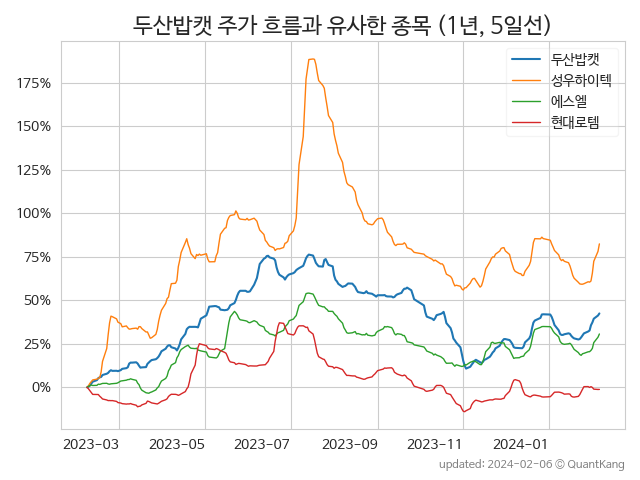 두산밥캣 주가 흐름과 유사한 종목 (1년, 5일선)
두산밥캣
성우하이텍
에스엘
현대로템
175%
150%
125%
100%
75%
50%
25%
0%
2023-03 2023-05 2023-07 2023-09 2023-11 2024-01
updated: 2024-02-06 © QuantKang